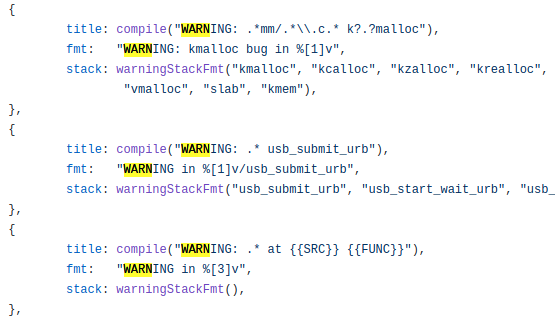 {
title: compile("WARNING: .*mm/.*\\.c.* k?.?malloc"),
fmt: "WARNING: kmalloc bug in %[1]v",
stack: warningStackFmt("kmalloc", "kcalloc", "kzalloc", "krealloc",
"vmalloc", "slab", "kmem"),
},
{
title: compile("WARNING: .* usb_submit_urb"),
fmt: "WARNING in %[1]v/usb_submit_urb",
stack: warningStackFmt("usb_submit_urb", "usb_start_wait_urb", "usb_
},
{
title: compile("WARNING: .* at {{SRC}} {{FUNC}}"),
fmt: "WARNING in %[3]v",
stack: warningStackFmt(),
},